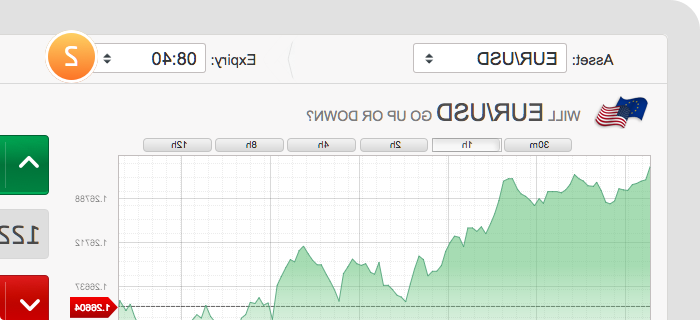 Asset: EUR/USD Expiry: 08:40 2
WILL EUR/USD GO UP OR DOWN?
30m 1h 2h 4h 8h 12h
1.26788
1.26712
1.26637
1.26604